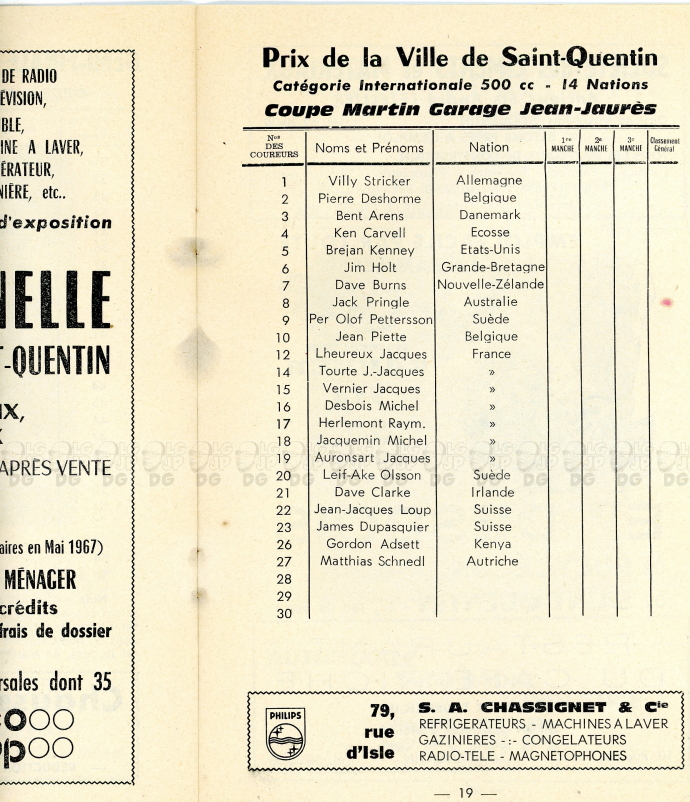 DE RADIO
ÉVISION,
BLE,
INE A LAVER,
ÉRATEUR,
NIÈRE, etc..
d'exposition
NELLE
T-QUENTIN
IX,
X
APRÈS VENTE
aires en Mai 1967)
MÉNAGER
crédits
frais de dossier
rsales dont 35
Prix de la Ville de Saint-Quentin
Catégorie internationale 500 cc - 14 Nations
Coupe Martin Garage Jean-Jaurès
Nos DES COUREURS Noms et Prénoms Nation 1re MANCHE 2e MANCHE 3e MANCHE Classement Général
1 Villy Stricker Allemagne
2 Pierre Deshorme Belgique
3 Bent Arens Danemark
4 Ken Carvell Ecosse
5 Brejan Kenney Etats-Unis
6 Jim Holt Grande-Bretagne
7 Dave Burns Nouvelle-Zélande
8 Jack Pringle Australie
9 Per Olof Pettersson Suède
10 Jean Piette Belgique
12 Lheureux Jacques France
14 Tourte J.-Jacques »
15 Vernier Jacques »
16 Desbois Michel »
17 Herlemont Raym. »
18 Jacquemin Michel »
19 Auronsart Jacques »
20 Leif-Ake Olsson Suède
21 Dave Clarke Irlande
22 Jean-Jacques Loup Suisse
23 James Dupasquier Suisse
26 Gordon Adsett Kenya
27 Matthias Schnedl Autriche
28
29
30
PHILIPS
79,
rue
d'Isle
S. A. CHASSIGNET & Cie
REFRIGERATEURS - MACHINES A LAVER
GAZINIERES -:- CONGELATEURS
RADIO-TELE - MAGNETOPHONES
— 19 —